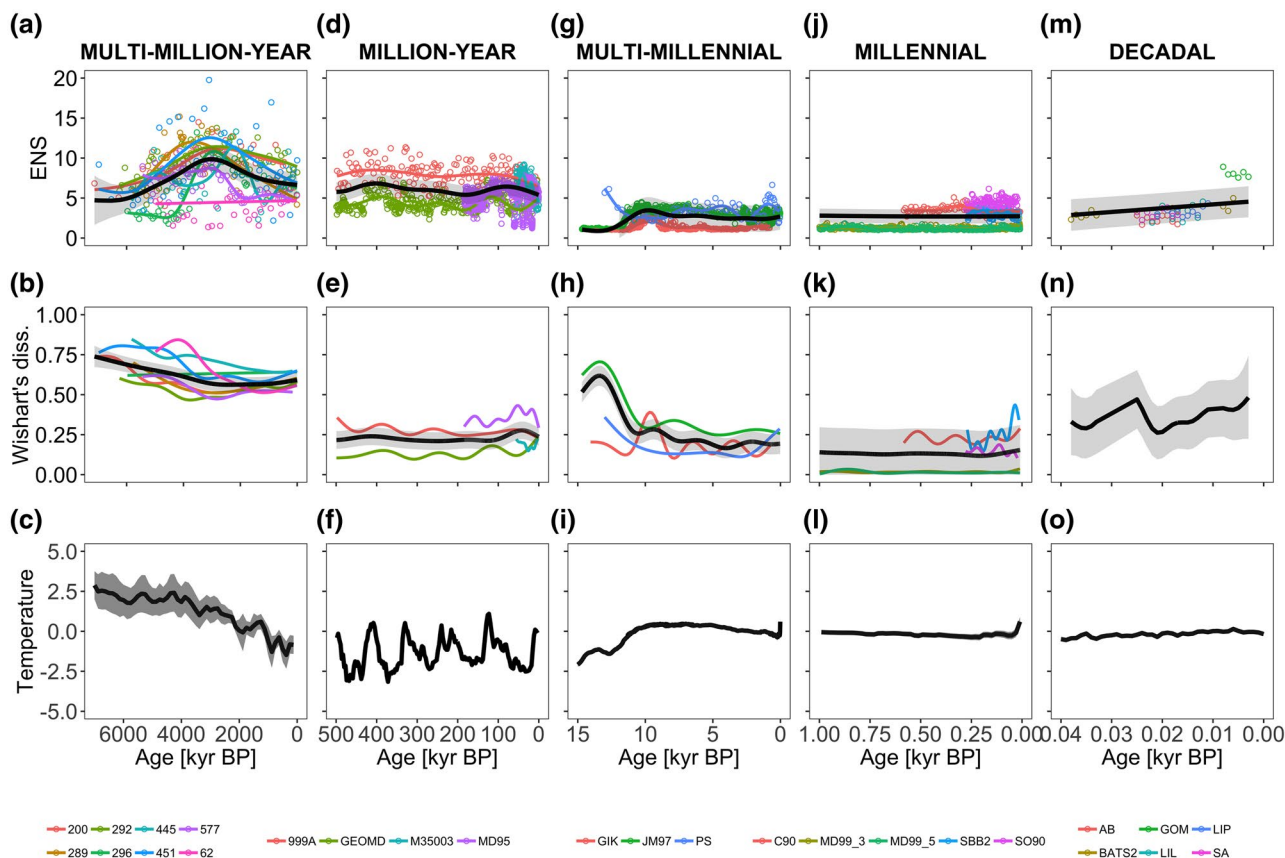 (a) (d) (g) (j) (m)
MULTI-MILLION-YEAR MILLION-YEAR MULTI-MILLENNIAL MILLENNIAL DECADAL
20
15
10
5
0
ENS
(b) (e) (h) (k) (n)
1.00
0.75
0.50
0.25
0.00
Wishart's diss.
(c) (f) (i) (l) (o)
5.0
2.5
0.0
-2.5
-5.0
Temperature
6000 4000 2000 0 500 400 300 200 100 0 15 10 5 0 1.00 0.75 0.50 0.25 0.00 0.04 0.03 0.02 0.01 0.00
Age [kyr BP] Age [kyr BP] Age [kyr BP] Age [kyr BP] Age [kyr BP]
200 292 445 577
289 296 451 62
999A GEOMD M35003 MD95
GIK JM97 PS
C90 MD99_3 MD99_5 SBB2 SO90
AB GOM LIP
BATS2 LIL SA